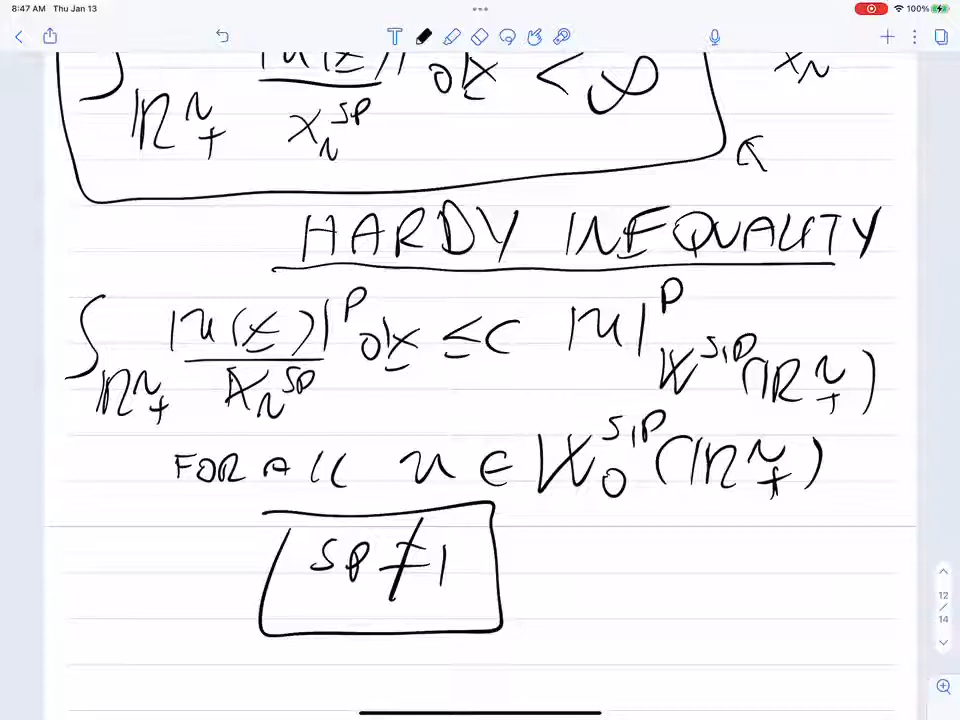 8:47 AM Thu Jan 13
100%
∫_{ℝ^N_+} |u(x)|^p / x_N^{sp} dx < ∞
x_N
HARDY INEQUALITY
∫_{ℝ^N_+} |u(x)|^p / x_N^{sp} dx ≤ C |u|^p_{W^{s,p}(ℝ^N_+)}
FOR ALL u ∈ W_0^{s,p}(ℝ^N_+)
sp ≠ 1
12
/
14